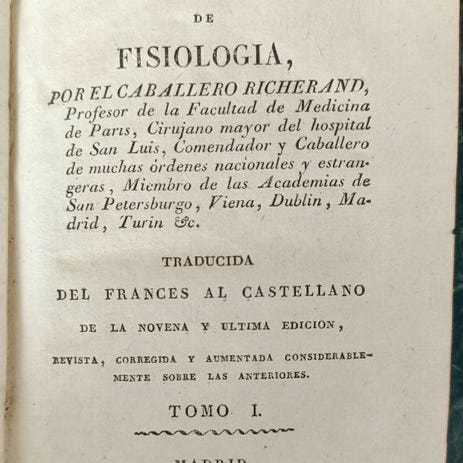 DE
FISIOLOGIA,
POR EL CABALLERO RICHERAND,
Profesor de la Facultad de Medicina
de Paris, Cirujano mayor del hospital
de San Luis, Comendador y Caballero
de muchas órdenes nacionales y estran-
geras, Miembro de las Academias de
San Petersburgo, Viena, Dublin, Ma-
drid, Turin &c.
TRADUCIDA
DEL FRANCES AL CASTELLANO
DE LA NOVENA Y ULTIMA EDICION,
REVISTA, CORREGIDA Y AUMENTADA CONSIDERABLE-
MENTE SOBRE LAS ANTERIORES.
TOMO I.
MADRID